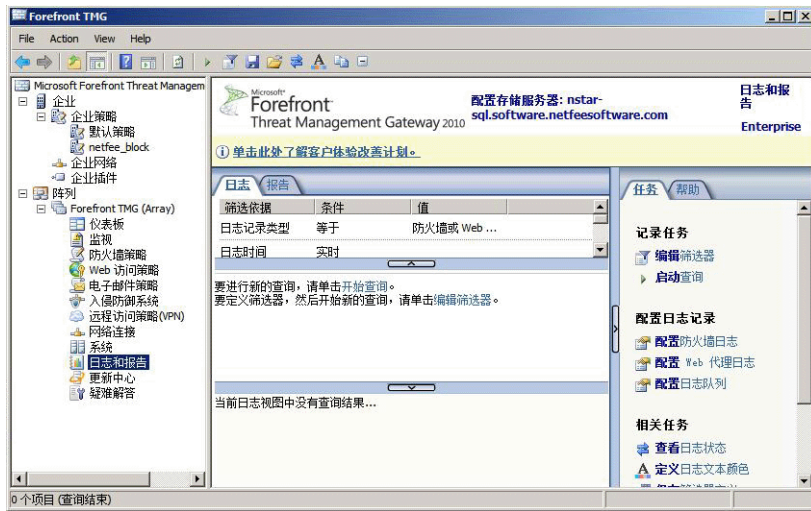 Forefront TMG
File Action View Help
Microsoft Forefront Threat Managem
企业
企业策略
默认策略
netfee_block
企业网络
企业插件
阵列
Forefront TMG (Array)
仪表板
监视
防火墙策略
Web 访问策略
电子邮件策略
入侵防御系统
远程访问策略(VPN)
网络连接
系统
日志和报告
更新中心
疑难解答
Microsoft
Forefront
Threat Management Gateway 2010
配置存储服务器: nstar-
sql.software.netfeesoftware.com
日志和报
告
Enterprise
单击此处了解客户体验改善计划。
日志 报告
筛选依据 条件 值
日志记录类型 等于 防火墙或 Web ...
日志时间 实时
要进行新的查询，请单击开始查询。
要定义筛选器，然后开始新的查询，请单击编辑筛选器。
当前日志视图中没有查询结果...
任务 帮助
记录任务
编辑筛选器
启动查询
配置日志记录
配置防火墙日志
配置 Web 代理日志
配置日志队列
相关任务
查看日志状态
定义日志文本颜色
0 个项目 (查询结束)